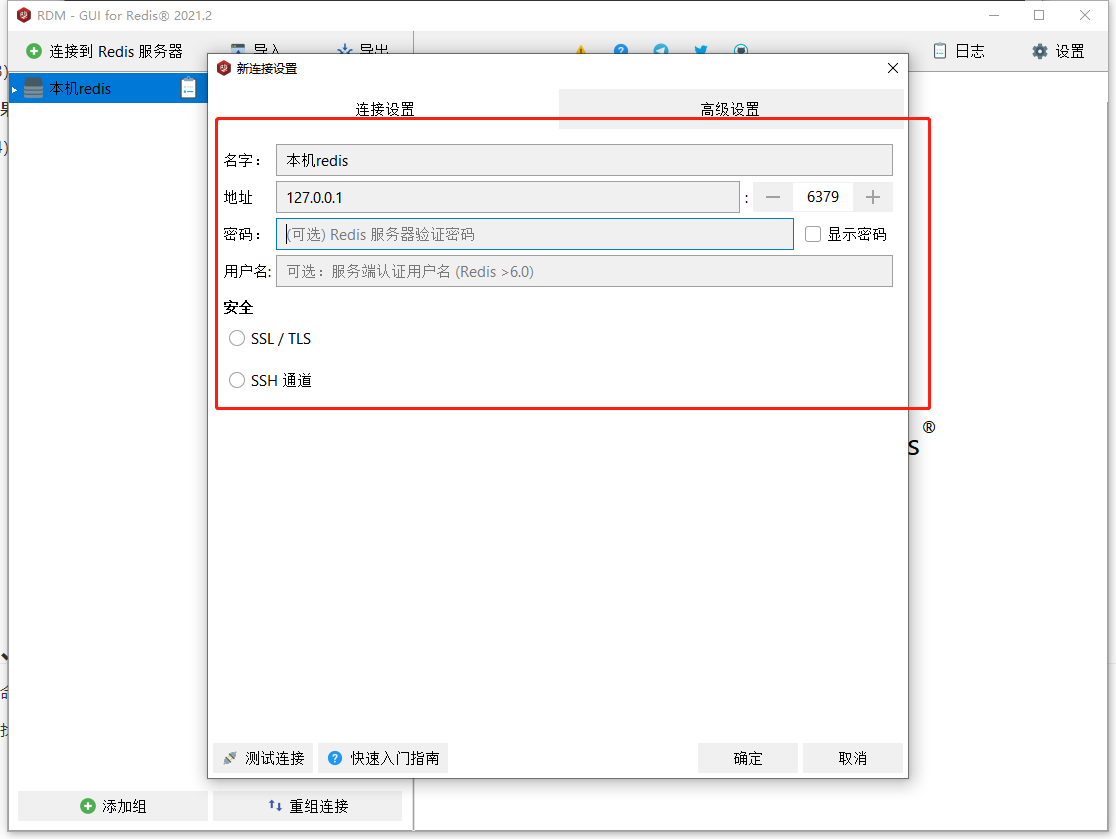 RDM - GUI for Redis® 2021.2
连接到 Redis 服务器
导入
导出
日志
设置
本机redis
新连接设置
连接设置
高级设置
名字：
本机redis
地址
127.0.0.1
:
6379
密码：
(可选) Redis 服务器验证密码
显示密码
用户名:
可选：服务端认证用户名 (Redis >6.0)
安全
SSL / TLS
SSH 通道
s®
测试连接
快速入门指南
确定
取消
添加组
重组连接